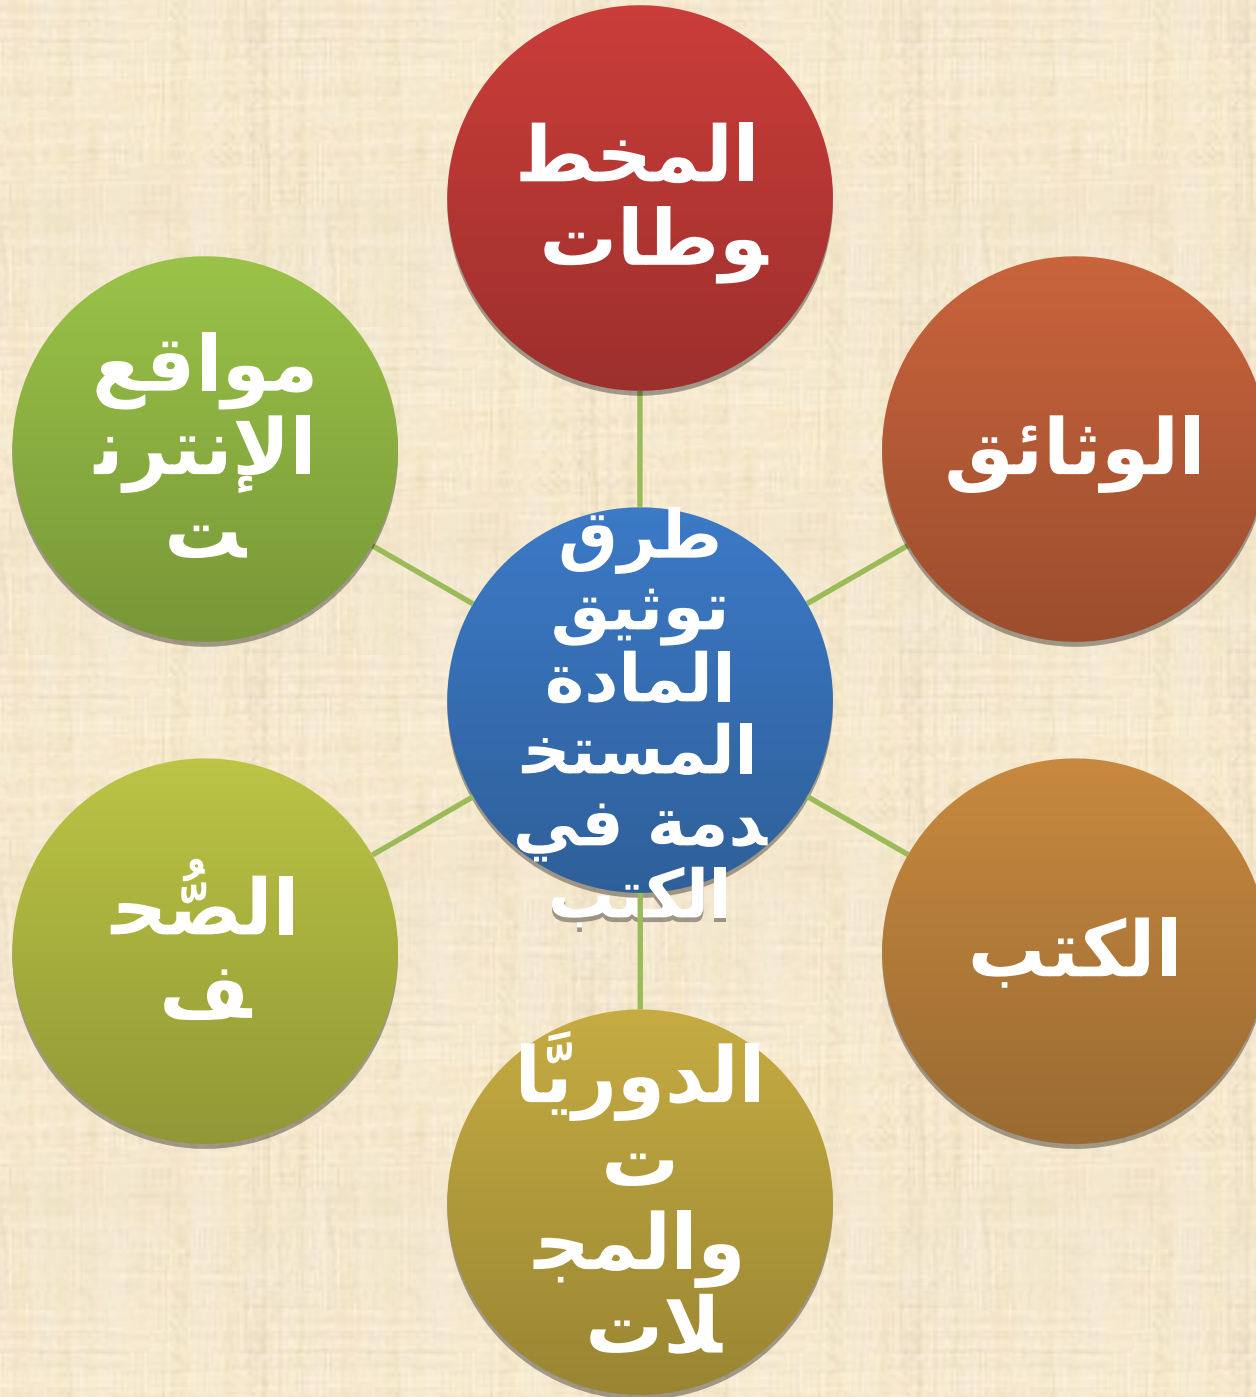 المخط
وطات
الوثائق
الكتب
الدوريَّا
ت
والمج
لات
الصُّح
ف
مواقع
الإنترن
ت
طرق
توثيق
المادة
المستخ
دمة في
الكتب